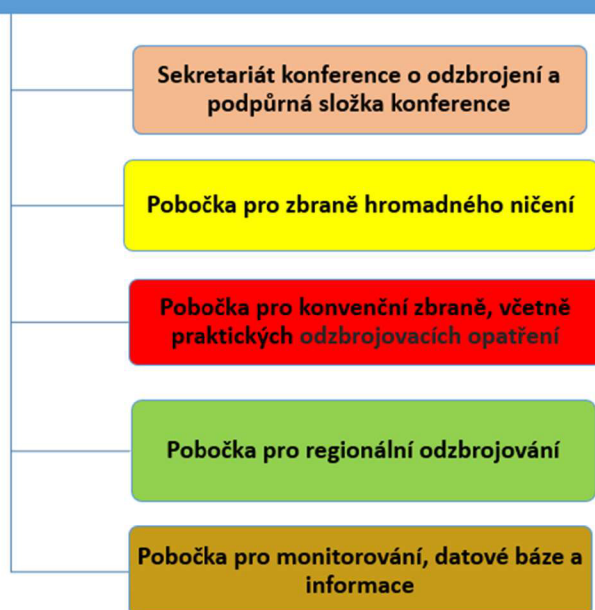 Sekretariát konference o odzbrojení a
podpůrná složka konference
Pobočka pro zbraně hromadného ničení
Pobočka pro konvenční zbraně, včetně
praktických odzbrojovacích opatření
Pobočka pro regionální odzbrojování
Pobočka pro monitorování, datové báze a
informace